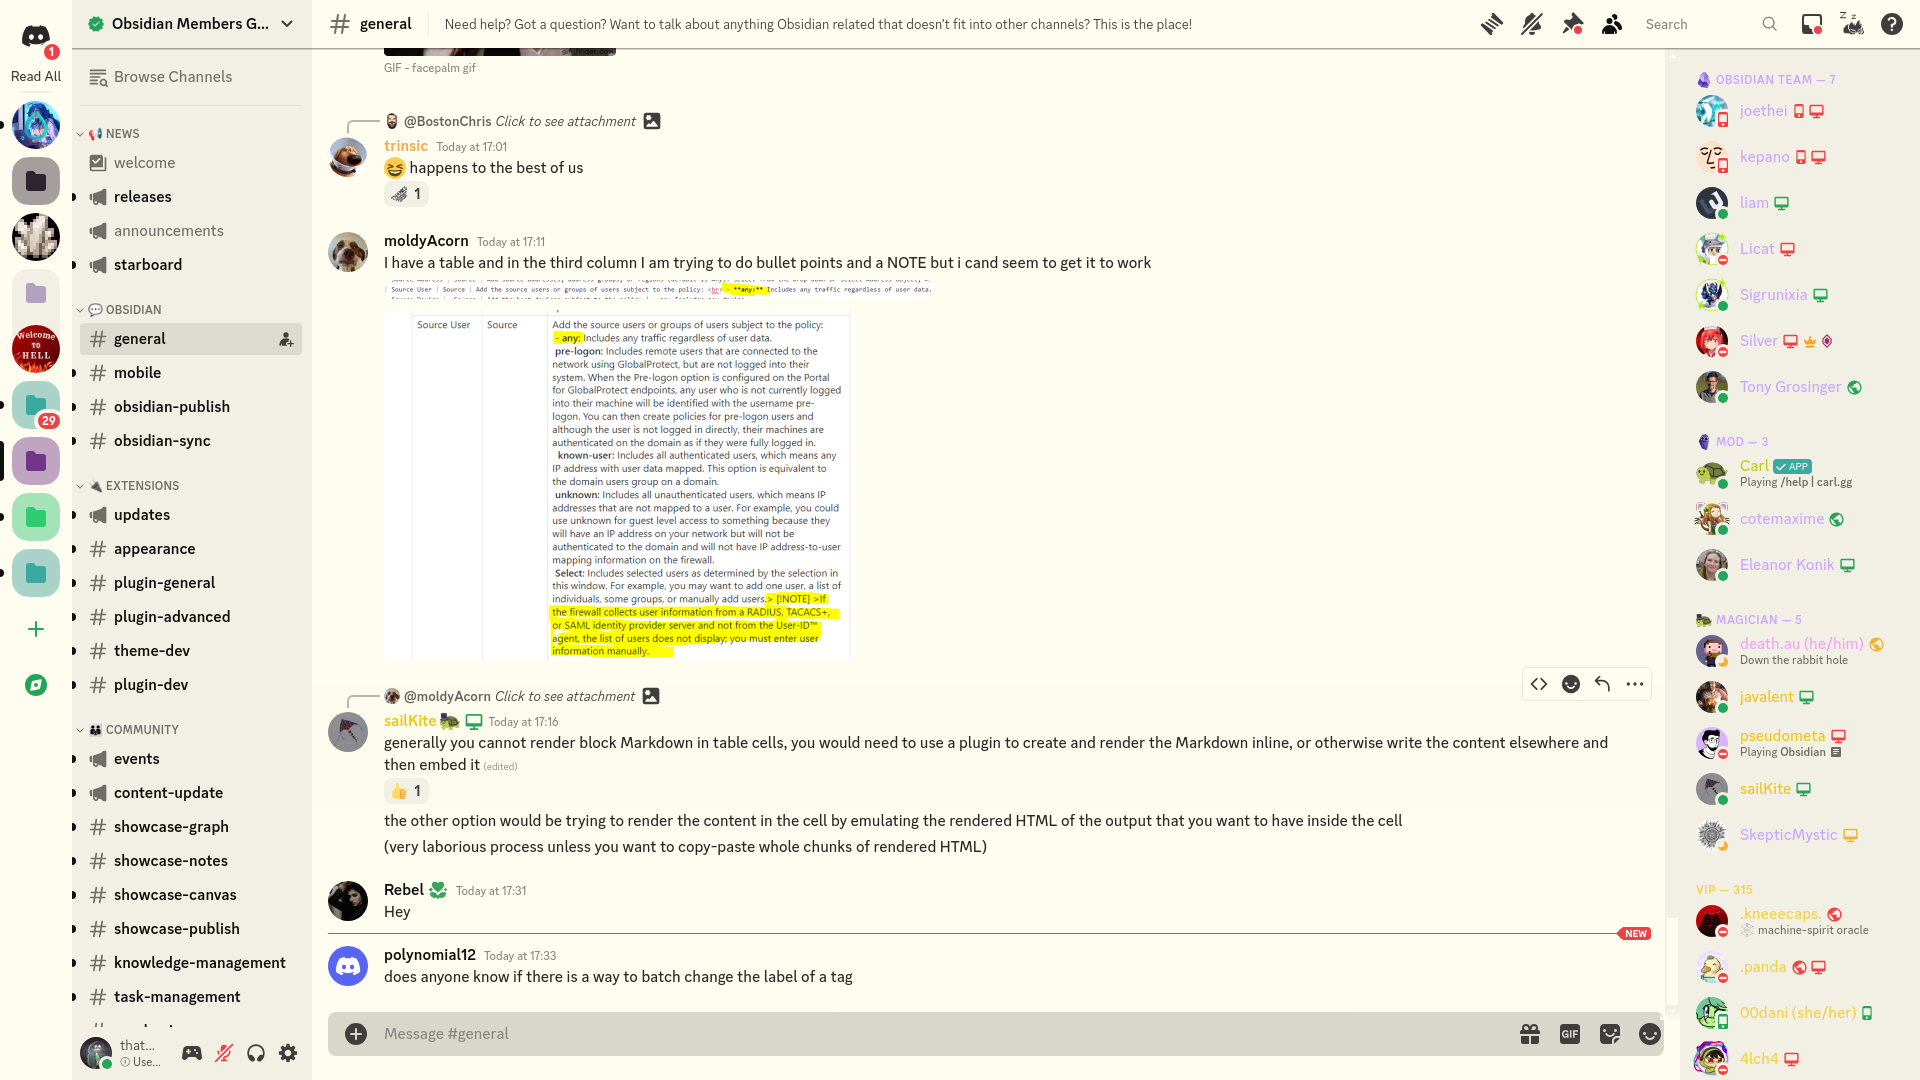 1
Read All
29
Welcome
TO
HELL
Obsidian Members G...
Browse Channels
NEWS
welcome
releases
announcements
starboard
OBSIDIAN
general
mobile
obsidian-publish
obsidian-sync
EXTENSIONS
updates
appearance
plugin-general
plugin-advanced
theme-dev
plugin-dev
COMMUNITY
events
content-update
showcase-graph
showcase-notes
showcase-canvas
showcase-publish
knowledge-management
task-management
that...
Use...
general
Need help? Got a question? Want to talk about anything Obsidian related that doesn't fit into other channels? This is the place!
Search
GIF - facepalm gif
@BostonChris Click to see attachment
trinsic Today at 17:01
happens to the best of us
1
moldyAcorn Today at 17:11
I have a table and in the third column I am trying to do bullet points and a NOTE but i cand seem to get it to work
| Source User | Source | Add the source users or groups of users subject to the policy: <br> - **any:** Includes any traffic regardless of user data.
Source User
Source
Add the source users or groups of users subject to the policy:
- any: Includes any traffic regardless of user data.
pre-logon: Includes remote users that are connected to the
network using GlobalProtect, but are not logged into their
system. When the Pre-logon option is configured on the Portal
for GlobalProtect endpoints, any user who is not currently logged
into their machine will be identified with the username pre-
logon. You can then create policies for pre-logon users and
although the user is not logged in directly, their machines are
authenticated on the domain as if they were fully logged in.
known-user: Includes all authenticated users, which means any
IP address with user data mapped. This option is equivalent to
the domain users group on a domain.
unknown: Includes all unauthenticated users, which means IP
addresses that are not mapped to a user. For example, you could
use unknown for guest level access to something because they
will have an IP address on your network but will not be
authenticated to the domain and will not have IP address-to-user
mapping information on the firewall.
Select: Includes selected users as determined by the selection in
this window. For example, you may want to add one user, a list of
individuals, some groups, or manually add users.> [!NOTE] >If
the firewall collects user information from a RADIUS, TACACS+,
or SAML identity provider server and not from the User-ID™
agent, the list of users does not display; you must enter user
information manually.
@moldyAcorn Click to see attachment
sailKite Today at 17:16
generally you cannot render block Markdown in table cells, you would need to use a plugin to create and render the Markdown inline, or otherwise write the content elsewhere and
then embed it (edited)
1
the other option would be trying to render the content in the cell by emulating the rendered HTML of the output that you want to have inside the cell
(very laborious process unless you want to copy-paste whole chunks of rendered HTML)
Rebel Today at 17:31
Hey
NEW
polynomial12 Today at 17:33
does anyone know if there is a way to batch change the label of a tag
Message #general
GIF
OBSIDIAN TEAM — 7
joethei
kepano
liam
Licat
Sigrunixia
Silver
Tony Grosinger
MOD — 3
Carl APP
Playing /help | carl.gg
cotemaxime
Eleanor Konik
MAGICIAN — 5
death.au (he/him)
Down the rabbit hole
javalent
pseudometa
Playing Obsidian
sailKite
SkepticMystic
VIP — 315
.kneeecaps.
machine-spirit oracle
.panda
00dani (she/her)
4lch4